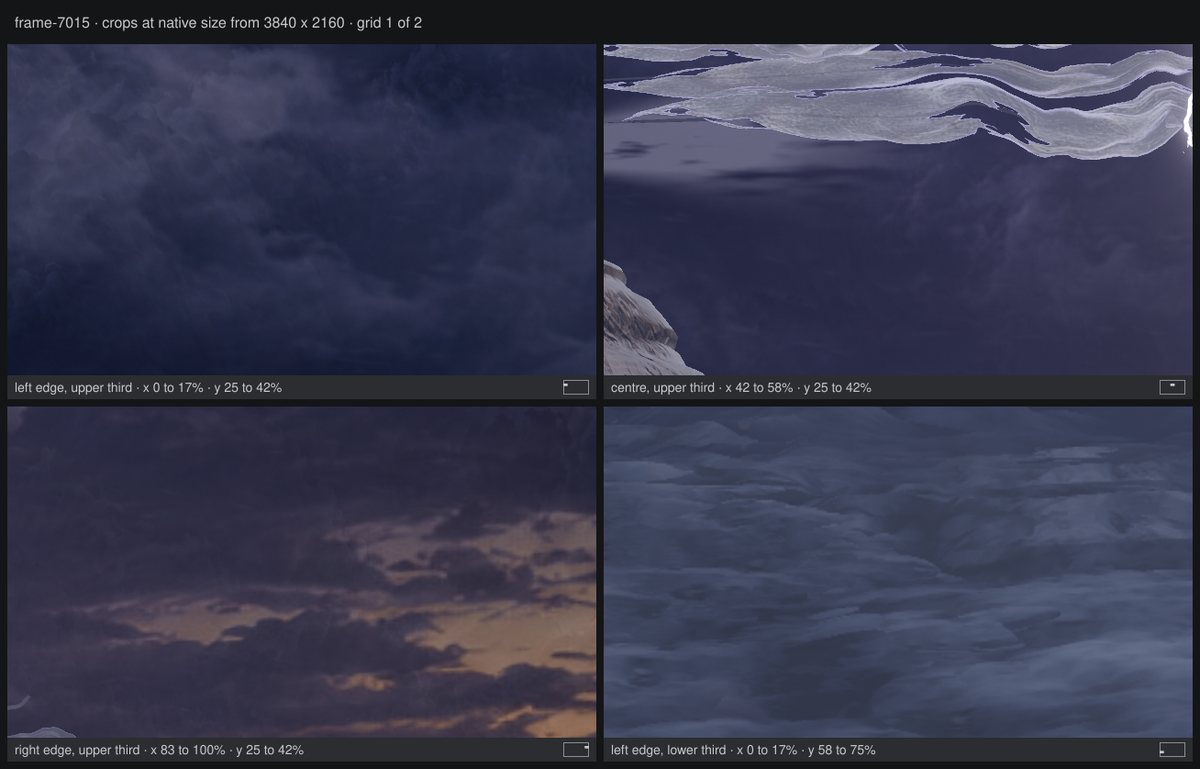 frame-7015 · crops at native size from 3840 x 2160 · grid 1 of 2
left edge, upper third · x 0 to 17% · y 25 to 42%
centre, upper third · x 42 to 58% · y 25 to 42%
right edge, upper third · x 83 to 100% · y 25 to 42%
left edge, lower third · x 0 to 17% · y 58 to 75%